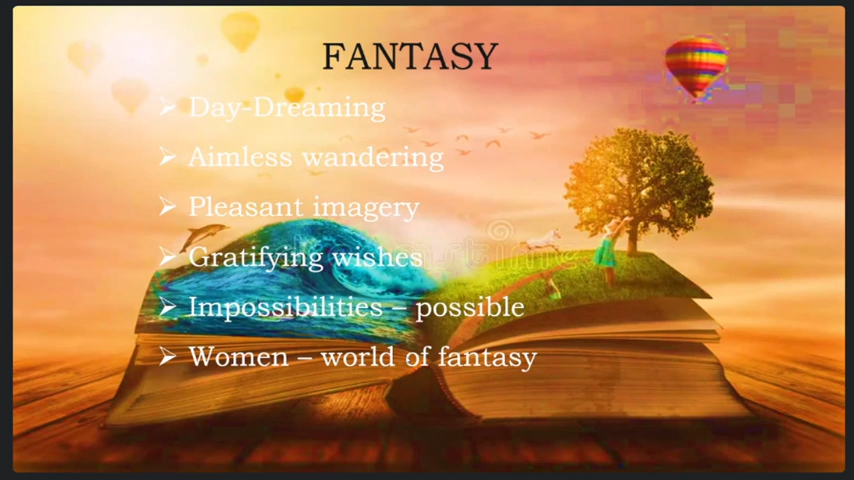 FANTASY
➢ Day-Dreaming
➢ Aimless wandering
➢ Pleasant imagery
➢ Gratifying wishes
➢ Impossibilities – possible
➢ Women – world of fantasy